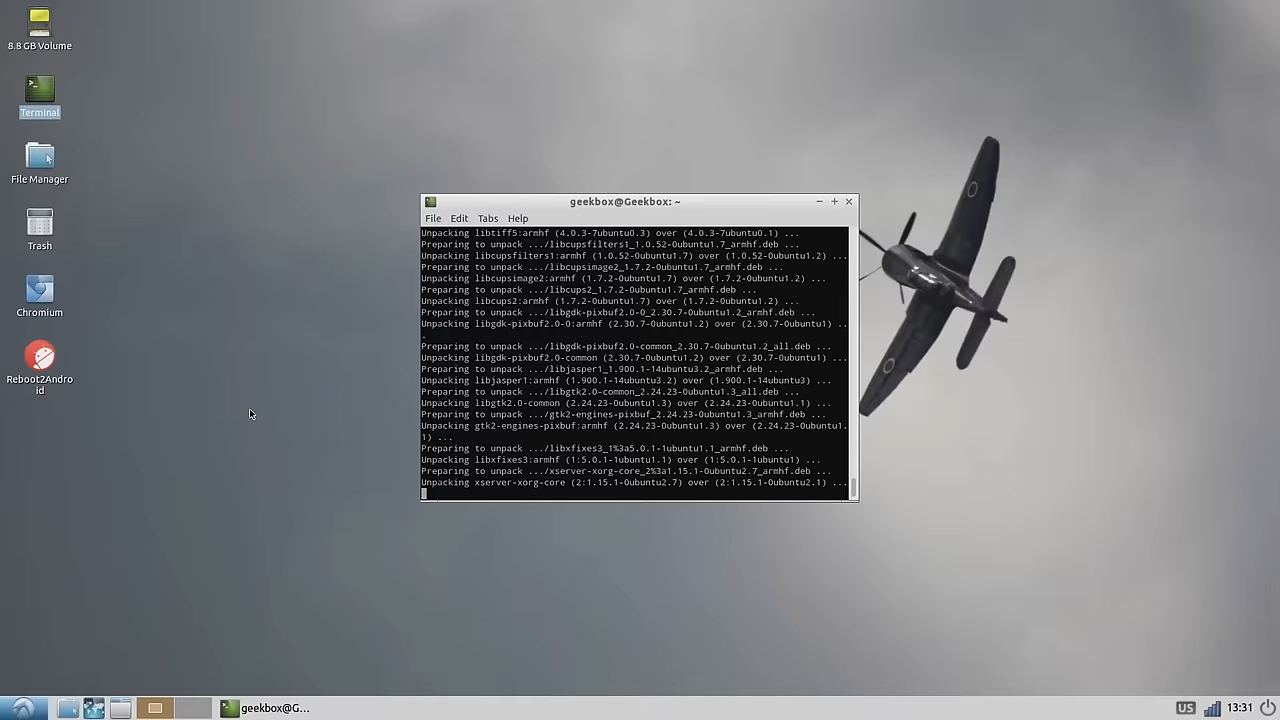 8.8 GB Volume
Terminal
File Manager
Trash
Chromium
Reboot2Andro
id
geekbox@Geekbox: ~
File Edit Tabs Help
Unpacking libtiff5:armhf (4.0.3-7ubuntu0.3) over (4.0.3-7ubuntu0.1) ...
Preparing to unpack .../libcupsfilters1_1.0.52-0ubuntu1.7_armhf.deb ...
Unpacking libcupsfilters1:armhf (1.0.52-0ubuntu1.7) over (1.0.52-0ubuntu1.2) ...
Preparing to unpack .../libcupsimage2_1.7.2-0ubuntu1.7_armhf.deb ...
Unpacking libcupsimage2:armhf (1.7.2-0ubuntu1.7) over (1.7.2-0ubuntu1.2) ...
Preparing to unpack .../libcups2_1.7.2-0ubuntu1.7_armhf.deb ...
Unpacking libcups2:armhf (1.7.2-0ubuntu1.7) over (1.7.2-0ubuntu1.2) ...
Preparing to unpack .../libgdk-pixbuf2.0-0_2.30.7-0ubuntu1.2_armhf.deb ...
Unpacking libgdk-pixbuf2.0-0:armhf (2.30.7-0ubuntu1.2) over (2.30.7-0ubuntu1) ..
.
Preparing to unpack .../libgdk-pixbuf2.0-common_2.30.7-0ubuntu1.2_all.deb ...
Unpacking libgdk-pixbuf2.0-common (2.30.7-0ubuntu1.2) over (2.30.7-0ubuntu1) ...
Preparing to unpack .../libjasper1_1.900.1-14ubuntu3.2_armhf.deb ...
Unpacking libjasper1:armhf (1.900.1-14ubuntu3.2) over (1.900.1-14ubuntu3) ...
Preparing to unpack .../libgtk2.0-common_2.24.23-0ubuntu1.3_all.deb ...
Unpacking libgtk2.0-common (2.24.23-0ubuntu1.3) over (2.24.23-0ubuntu1.1) ...
Preparing to unpack .../gtk2-engines-pixbuf_2.24.23-0ubuntu1.3_armhf.deb ...
Unpacking gtk2-engines-pixbuf:armhf (2.24.23-0ubuntu1.3) over (2.24.23-0ubuntu1.
1) ...
Preparing to unpack .../libxfixes3_1%3a5.0.1-1ubuntu1.1_armhf.deb ...
Unpacking libxfixes3:armhf (1:5.0.1-1ubuntu1.1) over (1:5.0.1-1ubuntu1) ...
Preparing to unpack .../xserver-xorg-core_2%3a1.15.1-0ubuntu2.7_armhf.deb ...
Unpacking xserver-xorg-core (2:1.15.1-0ubuntu2.7) over (2:1.15.1-0ubuntu2.1) ...
geekbox@G...
US
13:31